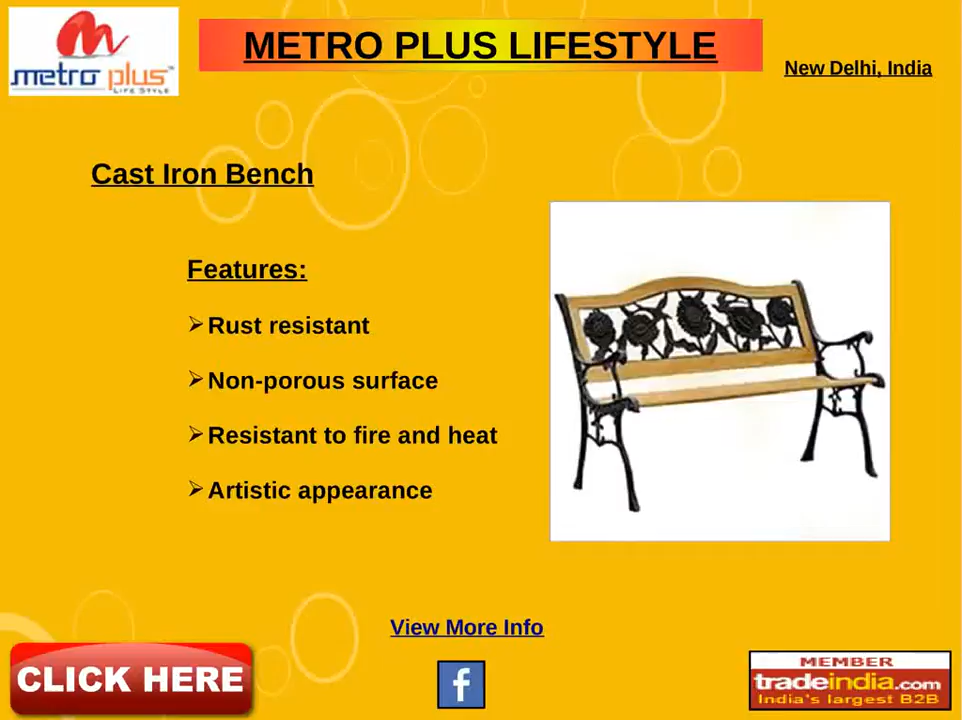 metro plus™
LIFE STYLE
METRO PLUS LIFESTYLE
New Delhi, India
Cast Iron Bench
Features:
➢Rust resistant
➢Non-porous surface
➢Resistant to fire and heat
➢Artistic appearance
View More Info
CLICK HERE
f
MEMBER
tradeindia.com
India's largest B2B